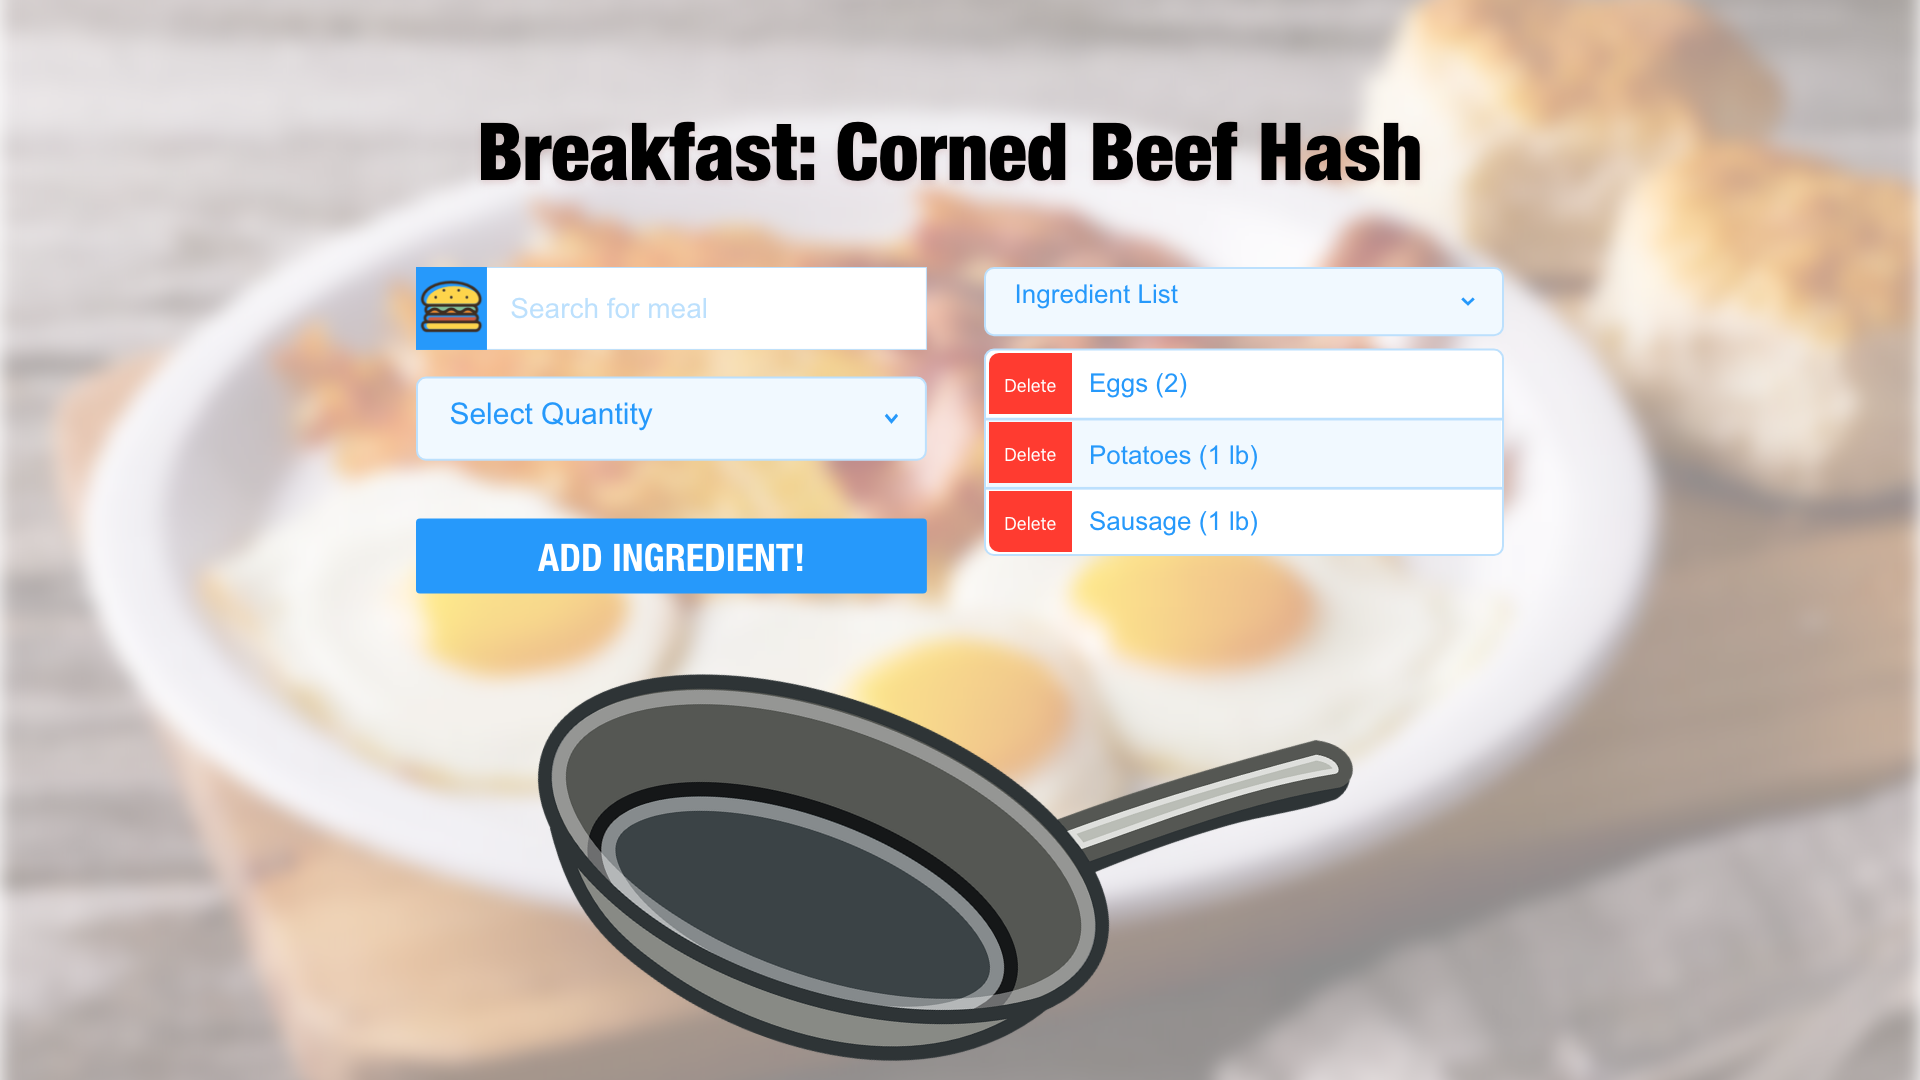 Breakfast: Corned Beef Hash
Search for meal
Select Quantity
ADD INGREDIENT!
Ingredient List
Delete Eggs (2)
Delete Potatoes (1 lb)
Delete Sausage (1 lb)